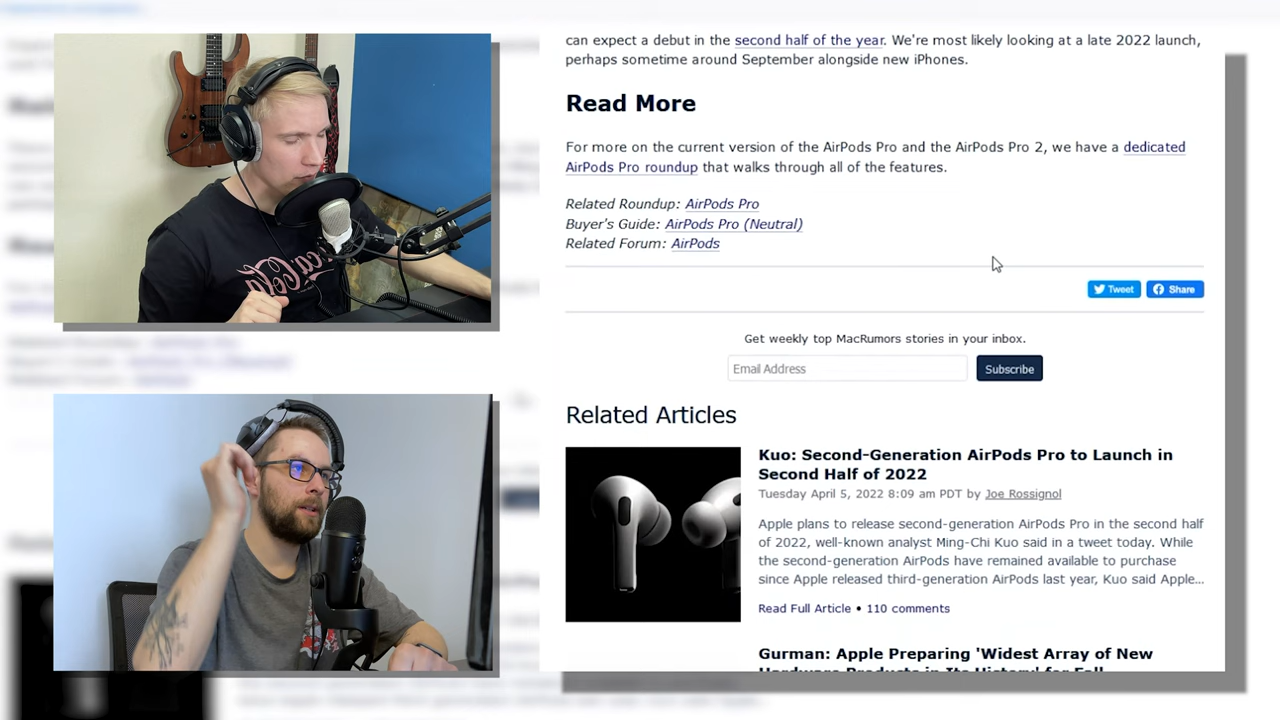 can expect a debut in the second half of the year. We're most likely looking at a late 2022 launch,
perhaps sometime around September alongside new iPhones.
Read More
For more on the current version of the AirPods Pro and the AirPods Pro 2, we have a dedicated
AirPods Pro roundup that walks through all of the features.
Related Roundup: AirPods Pro
Buyer's Guide: AirPods Pro (Neutral)
Related Forum: AirPods
Tweet
Share
Get weekly top MacRumors stories in your inbox.
Email Address
Subscribe
Related Articles
Kuo: Second-Generation AirPods Pro to Launch in
Second Half of 2022
Tuesday April 5, 2022 8:09 am PDT by Joe Rossignol
Apple plans to release second-generation AirPods Pro in the second half
of 2022, well-known analyst Ming-Chi Kuo said in a tweet today. While
the second-generation AirPods have remained available to purchase
since Apple released third-generation AirPods last year, Kuo said Apple...
Read Full Article • 110 comments
Gurman: Apple Preparing 'Widest Array of New
Hardware Products in Its History' for Fall